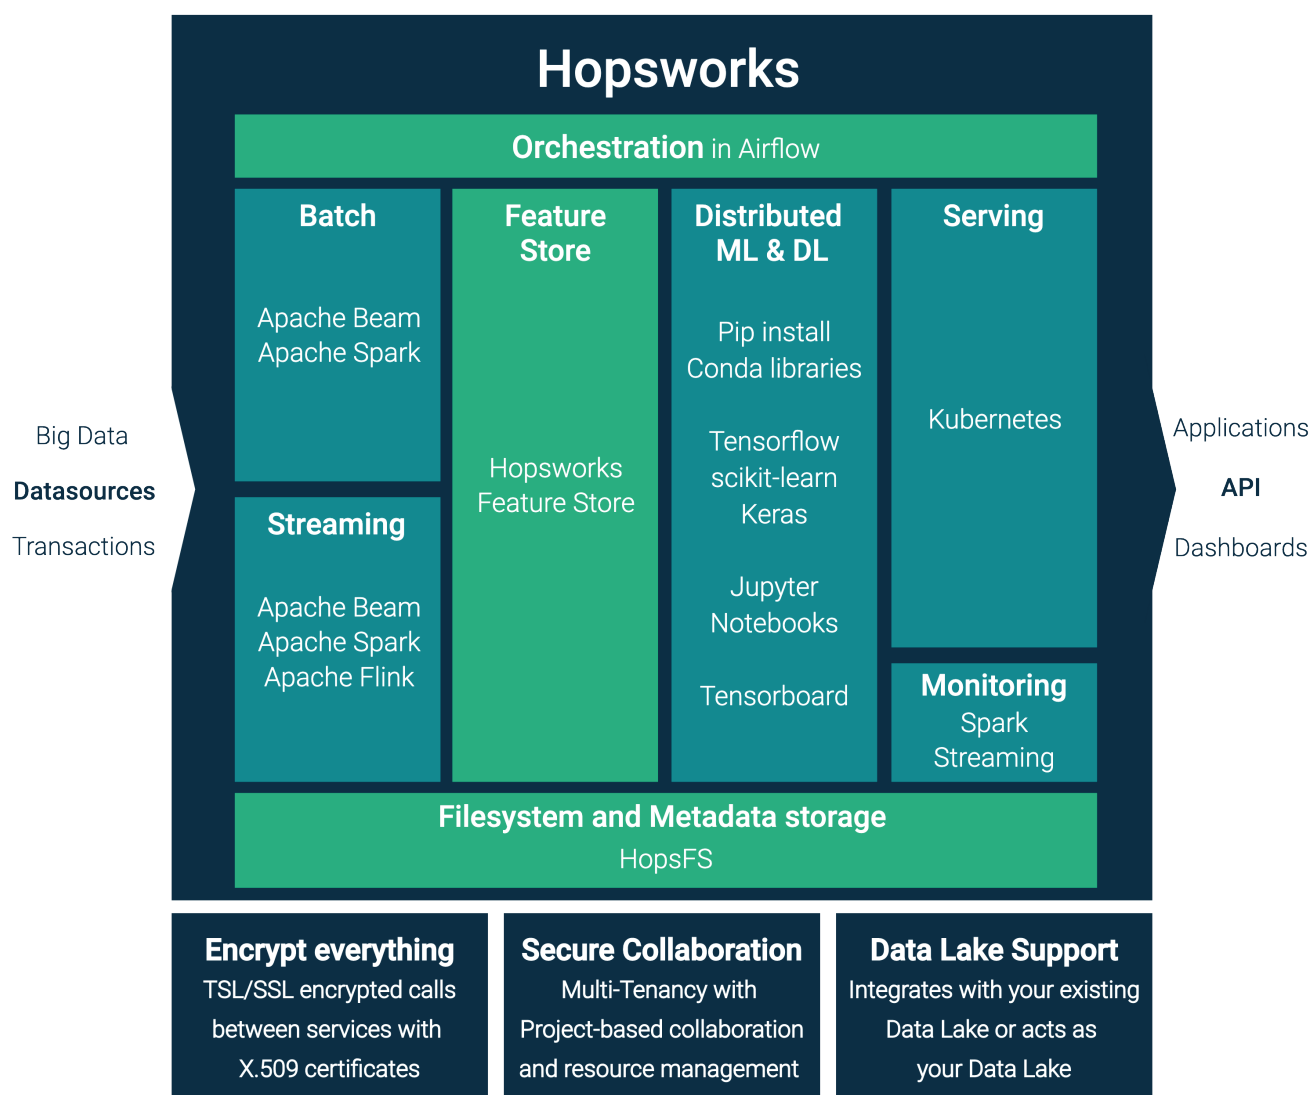 Hopsworks
Orchestration in Airflow
Batch
Apache Beam
Apache Spark
Streaming
Apache Beam
Apache Spark
Apache Flink
Feature
Store
Hopsworks
Feature Store
Distributed
ML & DL
Pip install
Conda libraries
Tensorflow
scikit-learn
Keras
Jupyter
Notebooks
Tensorboard
Serving
Kubernetes
Monitoring
Spark
Streaming
Filesystem and Metadata storage
HopsFS
Big Data
Datasources
Transactions
Applications
API
Dashboards
Encrypt everything
TSL/SSL encrypted calls
between services with
X.509 certificates
Secure Collaboration
Multi-Tenancy with
Project-based collaboration
and resource management
Data Lake Support
Integrates with your existing
Data Lake or acts as
your Data Lake